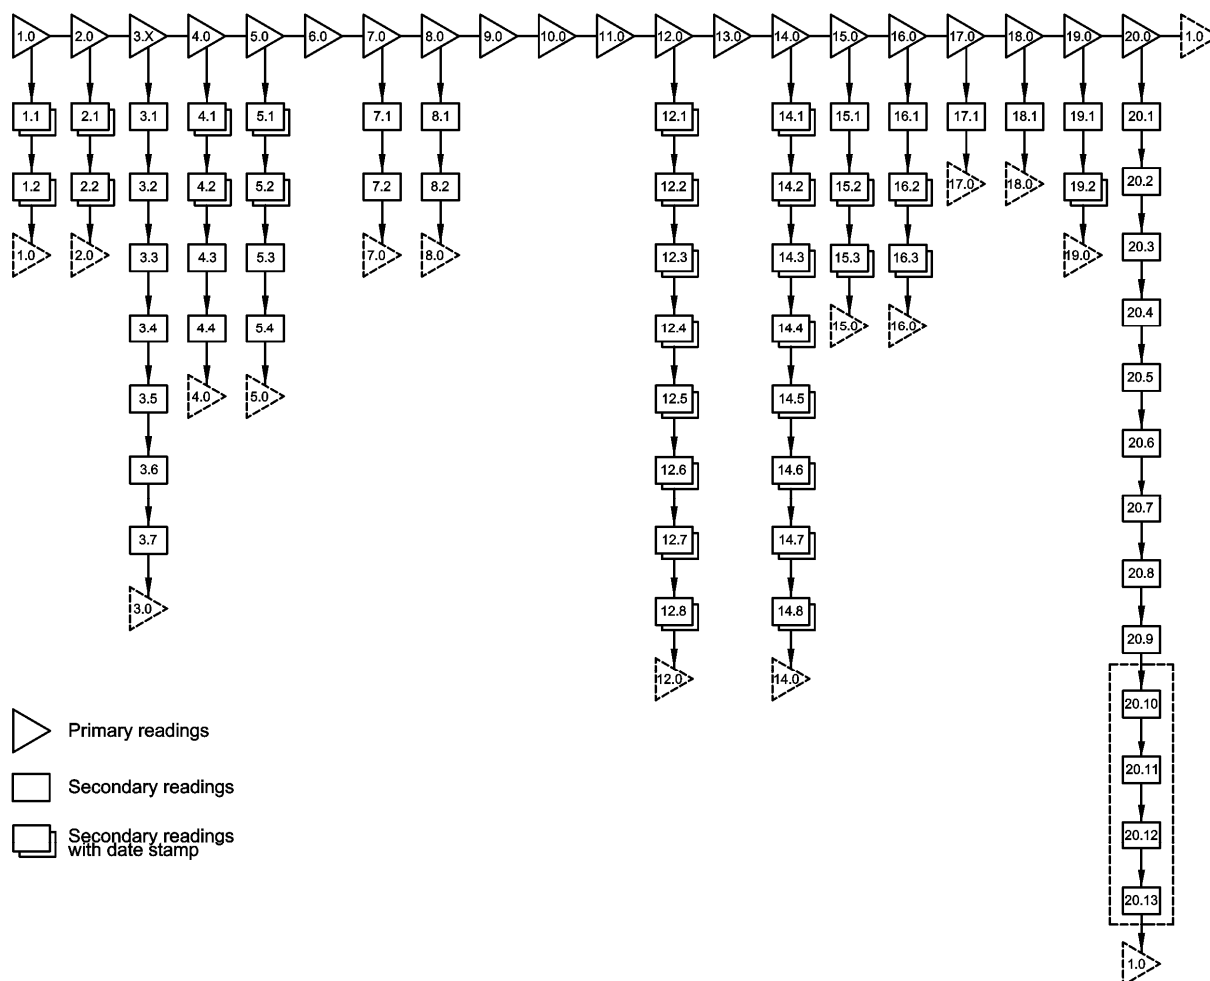 1.0 2.0 3.X 4.0 5.0 6.0 7.0 8.0 9.0 10.0 11.0 12.0 13.0 14.0 15.0 16.0 17.0 18.0 19.0 20.0 1.0
1.1 2.1 3.1 4.1 5.1 7.1 8.1 12.1 14.1 15.1 16.1 17.1 18.1 19.1 20.1
1.2 2.2 3.2 4.2 5.2 7.2 8.2 12.2 14.2 15.2 16.2 17.0 18.0 19.2 20.2
1.0 2.0 3.3 4.3 5.3 7.0 8.0 12.3 14.3 15.3 16.3 19.0 20.3
3.4 4.4 5.4 12.4 14.4 15.0 16.0 20.4
3.5 4.0 5.0 12.5 14.5 20.5
3.6 12.6 14.6 20.6
3.7 12.7 14.7 20.7
3.0 12.8 14.8 20.8
20.9
12.0 14.0 20.10
Primary readings
20.11
Secondary readings
20.12
Secondary readings
with date stamp
20.13
1.0